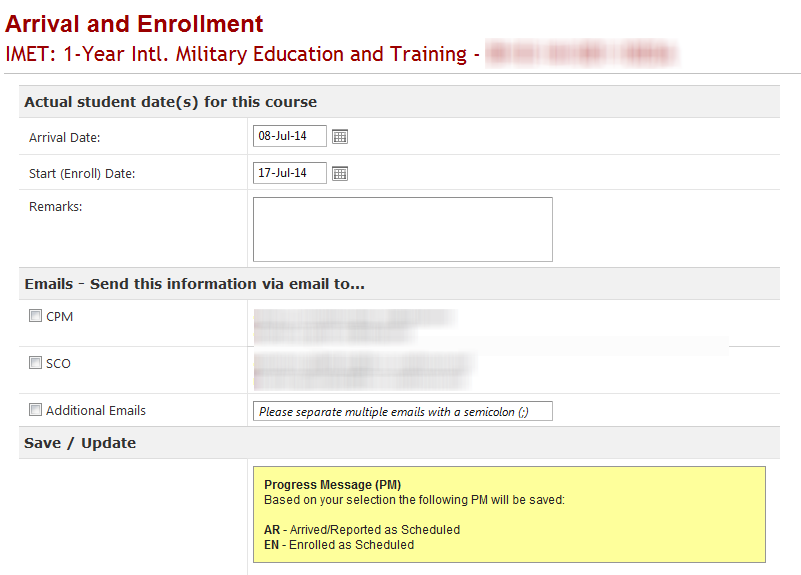 Arrival and Enrollment
IMET: 1-Year Intl. Military Education and Training -
Actual student date(s) for this course
Arrival Date: 08-Jul-14
Start (Enroll) Date: 17-Jul-14
Remarks:
Emails - Send this information via email to...
CPM
SCO
Additional Emails Please separate multiple emails with a semicolon (;)
Save / Update
Progress Message (PM)
Based on your selection the following PM will be saved:
AR - Arrived/Reported as Scheduled
EN - Enrolled as Scheduled